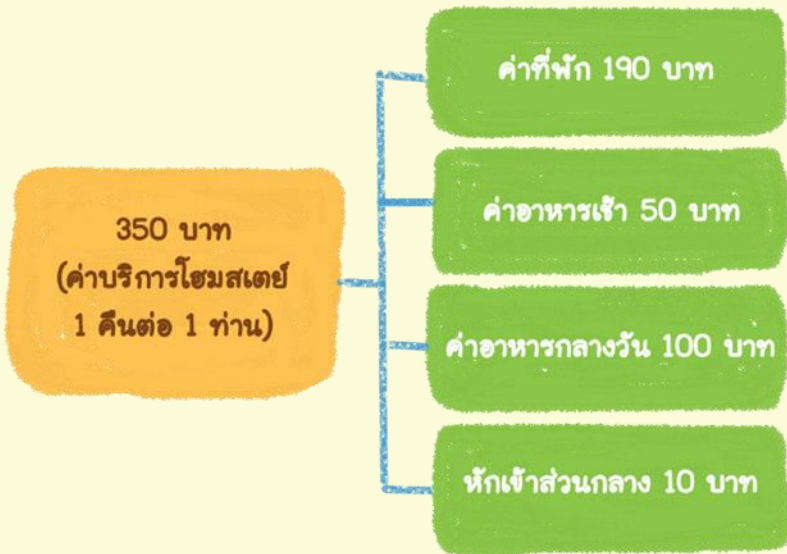 350 บาท
(ค่าบริการโฮมสเตย์
1 คืนต่อ 1 ท่าน)
ค่าที่พัก 190 บาท
ค่าอาหารเช้า 50 บาท
ค่าอาหารกลางวัน 100 บาท
หักเข้าส่วนกลาง 10 บาท